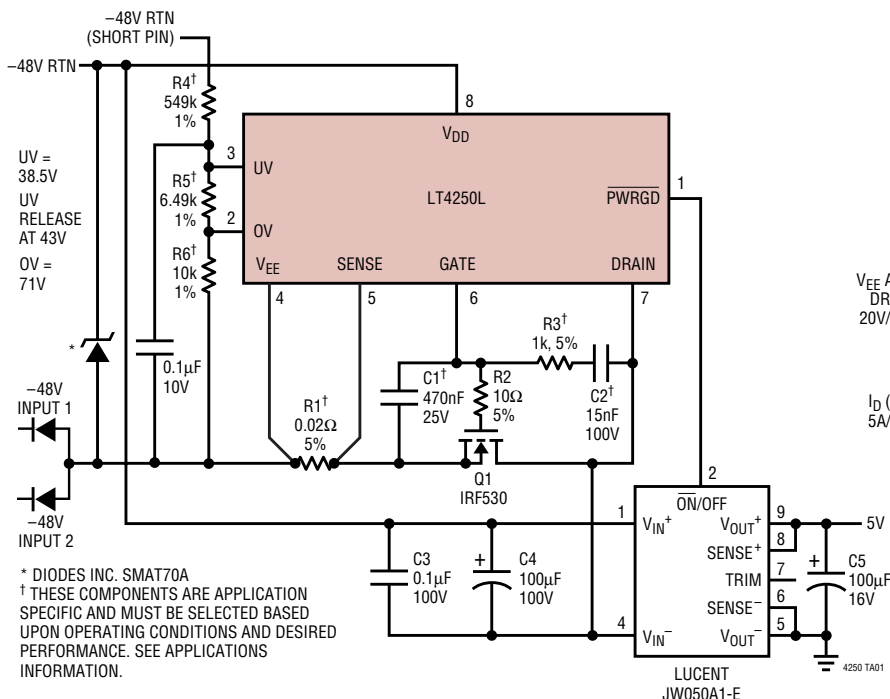 −48V RTN
(SHORT PIN)
−48V RTN
R4†
549k
1%
8
VDD
UV =
38.5V
UV
RELEASE
AT 43V
OV =
71V
3
UV
R5†
6.49k
1%
LT4250L
PWRGD
1
2
OV
R6†
10k
1%
VEE
SENSE
GATE
DRAIN
4
5
6
7
VEE A
DR
20V/
R3†
1k, 5%
*
0.1µF
10V
C1†
470nF
25V
R2
10Ω
5%
C2†
15nF
100V
−48V
INPUT 1
R1†
0.02Ω
5%
ID (
5A/
Q1
IRF530
−48V
INPUT 2
2
ON/OFF
1
VIN+
VOUT+
9
5V
SENSE+
8
C3
0.1µF
100V
+
C4
100µF
100V
TRIM
7
+
C5
100µF
16V
SENSE−
6
4
VIN−
VOUT−
5
* DIODES INC. SMAT70A
† THESE COMPONENTS ARE APPLICATION
SPECIFIC AND MUST BE SELECTED BASED
UPON OPERATING CONDITIONS AND DESIRED
PERFORMANCE. SEE APPLICATIONS
INFORMATION.
LUCENT
JW050A1-E
4250 TA01